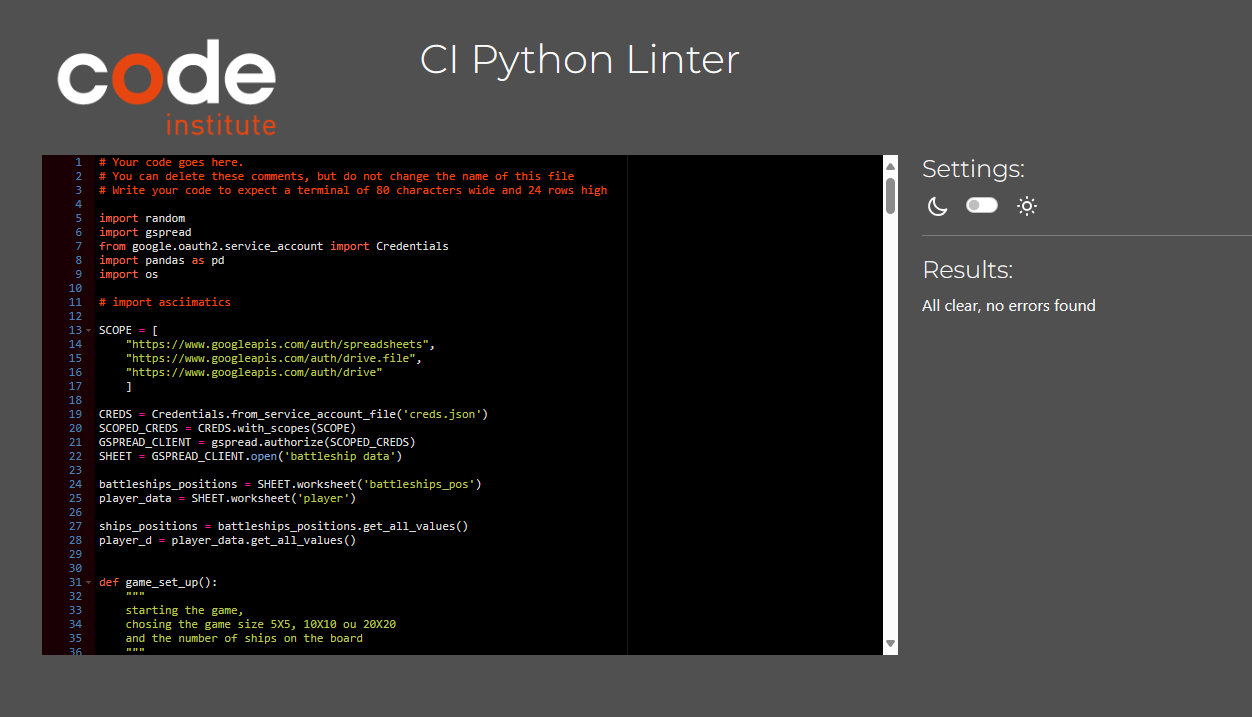 code
institute
CI Python Linter
1 # Your code goes here.
2 # You can delete these comments, but do not change the name of this file
3 # Write your code to expect a terminal of 80 characters wide and 24 rows high
4
5 import random
6 import gspread
7 from google.oauth2.service_account import Credentials
8 import pandas as pd
9 import os
10
11 # import asciimatics
12
13 SCOPE = [
14     "https://www.googleapis.com/auth/spreadsheets",
15     "https://www.googleapis.com/auth/drive.file",
16     "https://www.googleapis.com/auth/drive"
17     ]
18
19 CREDS = Credentials.from_service_account_file('creds.json')
20 SCOPED_CREDS = CREDS.with_scopes(SCOPE)
21 GSPREAD_CLIENT = gspread.authorize(SCOPED_CREDS)
22 SHEET = GSPREAD_CLIENT.open('battleship data')
23
24 battleships_positions = SHEET.worksheet('battleships_pos')
25 player_data = SHEET.worksheet('player')
26
27 ships_positions = battleships_positions.get_all_values()
28 player_d = player_data.get_all_values()
29
30
31 def game_set_up():
32     """
33     starting the game,
34     chosing the game size 5X5, 10X10 ou 20X20
35     and the number of ships on the board
36     """
Settings:
Results:
All clear, no errors found